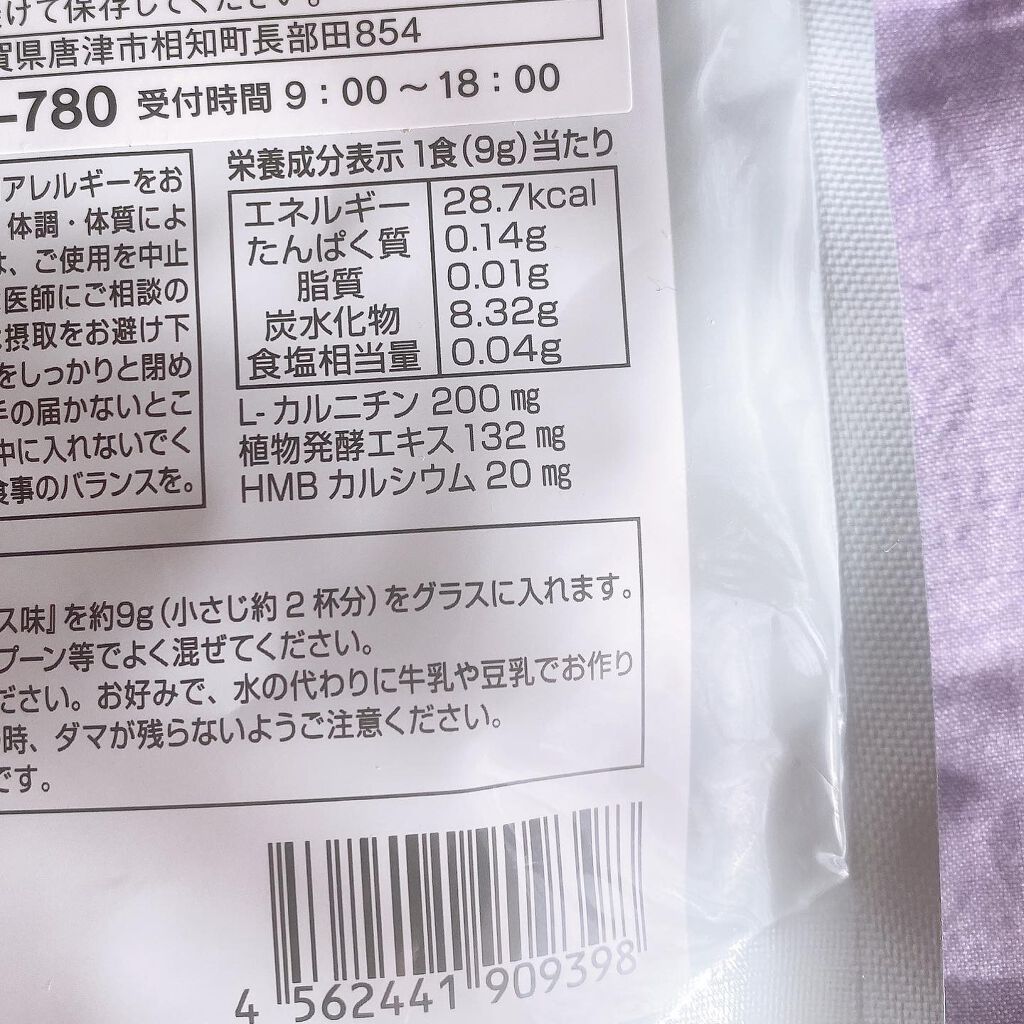 けて保存してください。
賀県唐津市相知町長部田854
-780 受付時間 9：00 ～ 18：00
アレルギーをお
体調・体質によ
、ご使用を中止
医師にご相談の
摂取をお避け下
をしっかりと閉め
手の届かないとこ
中に入れないでく
食事のバランスを。
栄養成分表示 1食(9g)当たり
エネルギー 28.7kcal
たんぱく質 0.14g
脂質 0.01g
炭水化物 8.32g
食塩相当量 0.04g
L-カルニチン 200 ㎎
植物発酵エキス 132 ㎎
HMB カルシウム 20 ㎎
ス味』を約9g(小さじ約 2 杯分)をグラスに入れます。
プーン等でよく混ぜてください。
ださい。お好みで、水の代わりに牛乳や豆乳でお作り
時、ダマが残らないようご注意ください。
です。
4 562441 909398